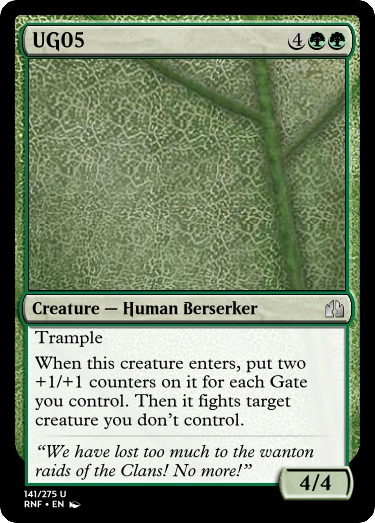 UG05 4
Creature — Human Berserker
Trample
When this creature enters, put two
+1/+1 counters on it for each Gate
you control. Then it fights target
creature you don't control.
"We have lost too much to the wanton
raids of the Clans! No more!"
4/4
141/275 U
RNF • EN